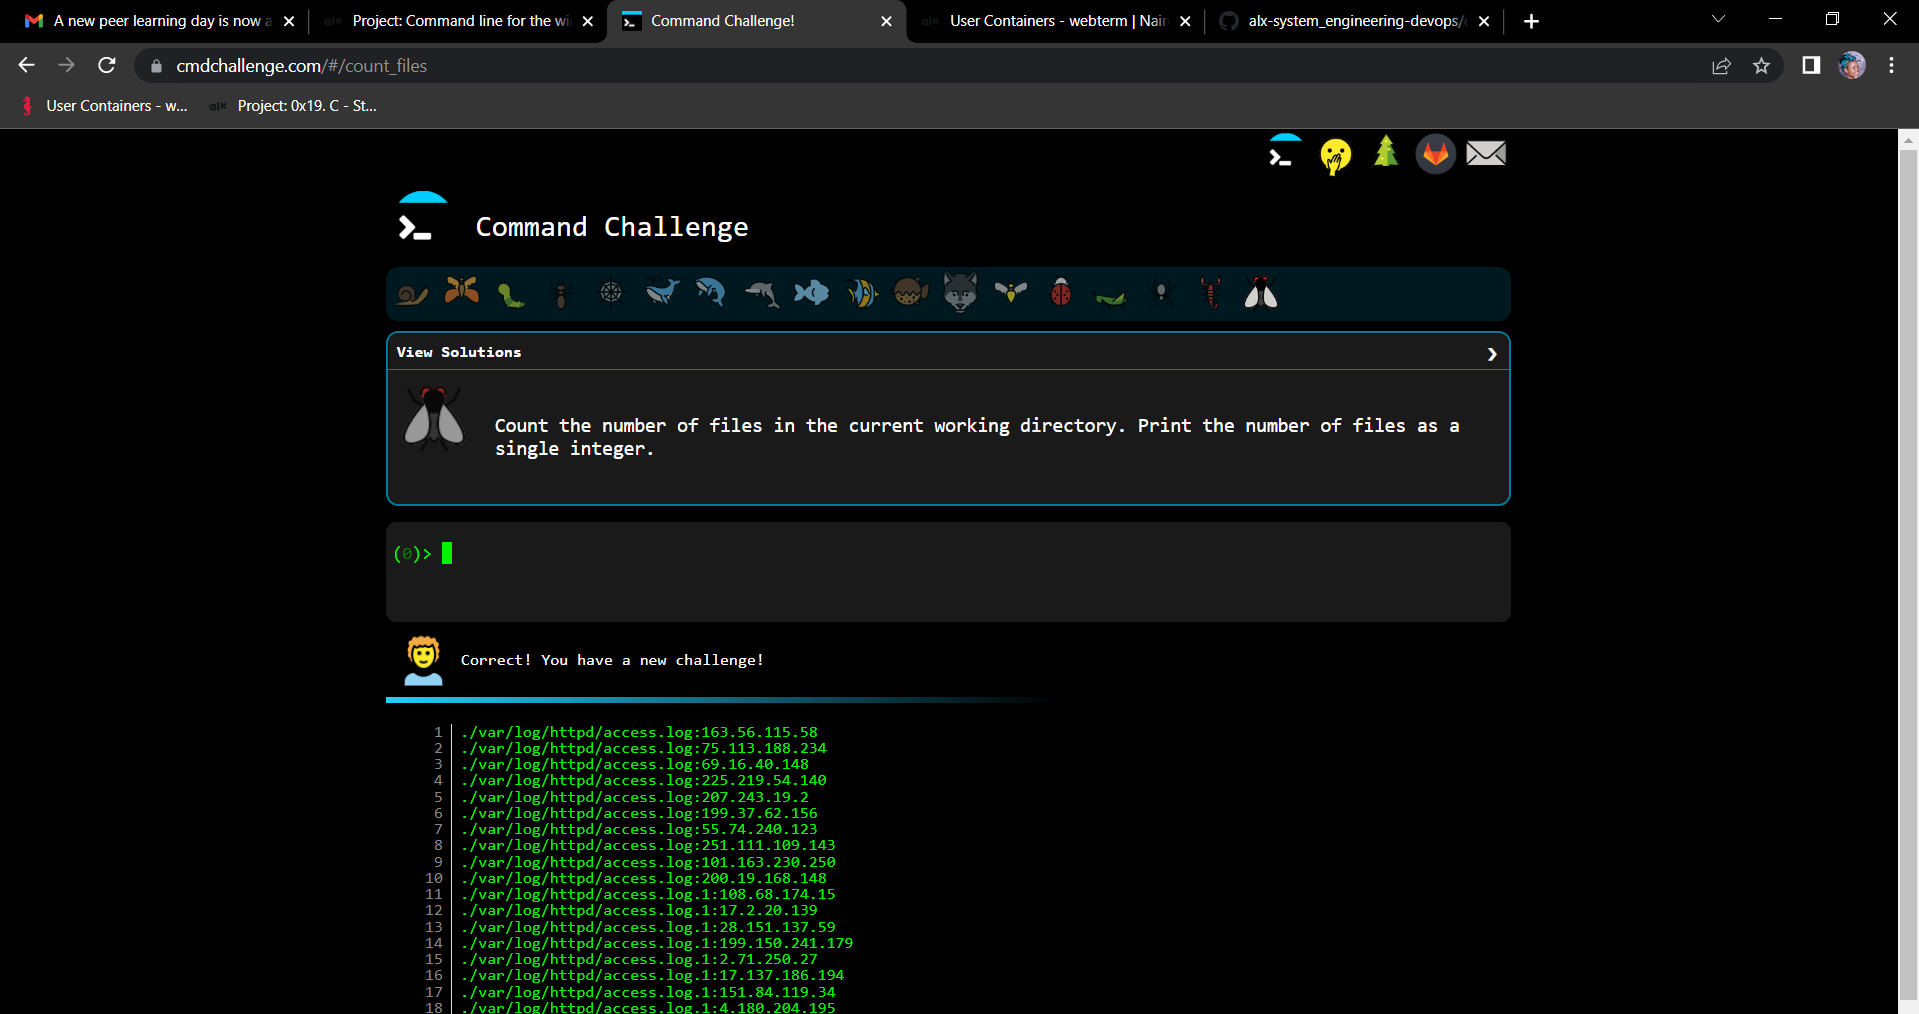 A new peer learning day is now a
Project: Command line for the wi
Command Challenge!
User Containers - webterm | Nair
alx-system_engineering-devops/
cmdchallenge.com/#/count_files
User Containers - w...
alx
Project: 0x19. C - St...
Command Challenge
View Solutions
Count the number of files in the current working directory. Print the number of files as a
single integer.
(0)>
Correct! You have a new challenge!
1 ./var/log/httpd/access.log:163.56.115.58
2 ./var/log/httpd/access.log:75.113.188.234
3 ./var/log/httpd/access.log:69.16.40.148
4 ./var/log/httpd/access.log:225.219.54.140
5 ./var/log/httpd/access.log:207.243.19.2
6 ./var/log/httpd/access.log:199.37.62.156
7 ./var/log/httpd/access.log:55.74.240.123
8 ./var/log/httpd/access.log:251.111.109.143
9 ./var/log/httpd/access.log:101.163.230.250
10 ./var/log/httpd/access.log:200.19.168.148
11 ./var/log/httpd/access.log.1:108.68.174.15
12 ./var/log/httpd/access.log.1:17.2.20.139
13 ./var/log/httpd/access.log.1:28.151.137.59
14 ./var/log/httpd/access.log.1:199.150.241.179
15 ./var/log/httpd/access.log.1:2.71.250.27
16 ./var/log/httpd/access.log.1:17.137.186.194
17 ./var/log/httpd/access.log.1:151.84.119.34
18 ./var/log/httpd/access.log.1:4.180.204.195